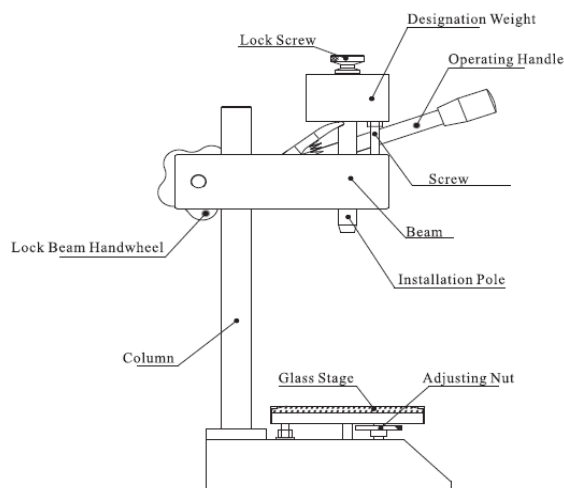 Designation Weight
Lock Screw
Operating Handle
Screw
Beam
Lock Beam Handwheel
Installation Pole
Column
Glass Stage
Adjusting Nut